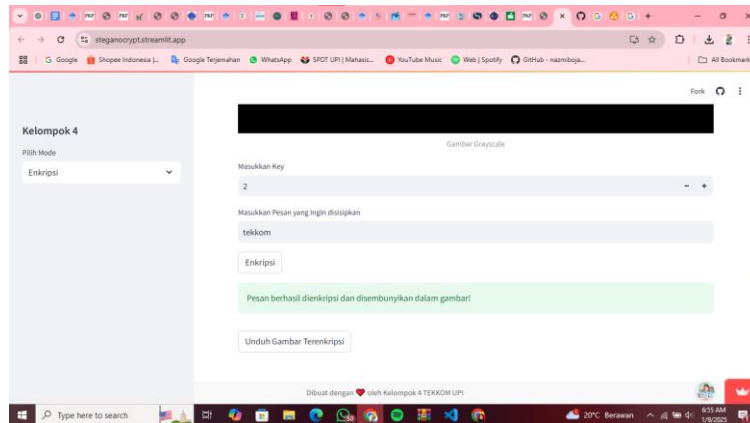 steganocrypt.streamlit.app
Google
Shopee Indonesia |...
Google Terjemahan
WhatsApp
SPOT UPI | Mahasis...
YouTube Music
Web | Spotify
GitHub - nazmiboja...
All Bookmark
Fork
Kelompok 4
Pilih Mode
Enkripsi
Gambar Grayscale
Masukkan Key
2
Masukkan Pesan yang Ingin disisipkan
tekkom
Enkripsi
Pesan berhasil dienkripsi dan disembunyikan dalam gambar!
Unduh Gambar Terenkripsi
Dibuat dengan ❤ oleh Kelompok 4 TEKKOM UPI
Type here to search
20°C Berawan
6:55 AM
1/9/2025